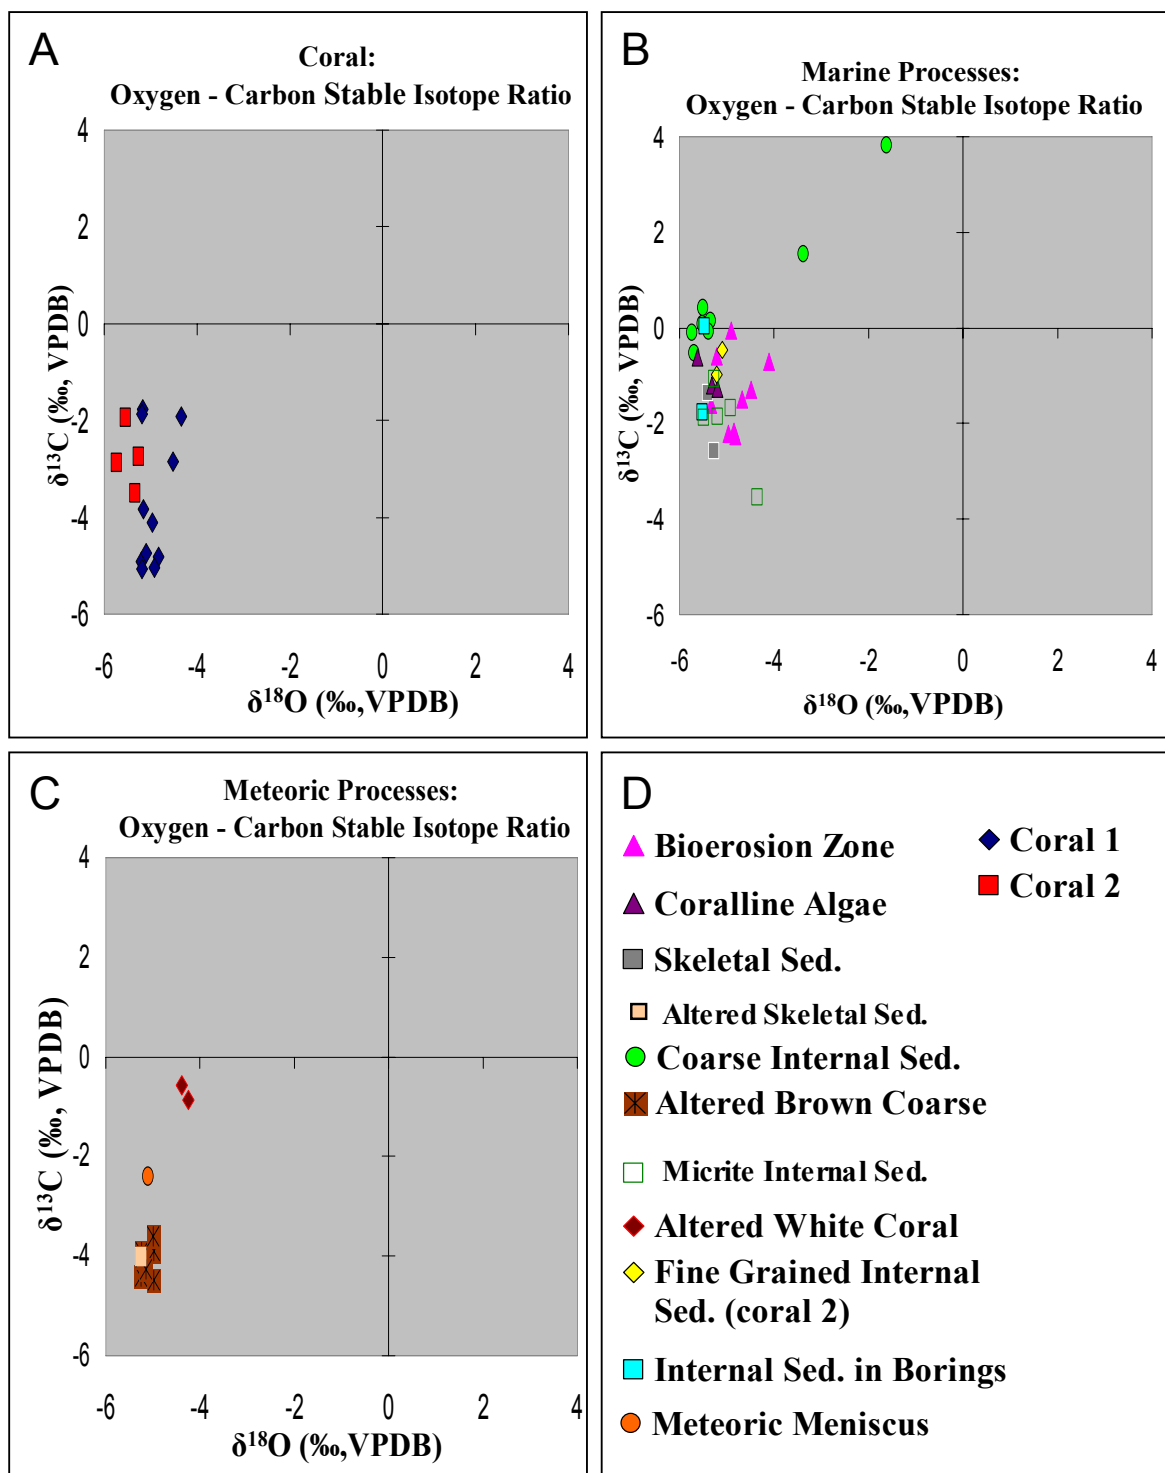 A
Coral:
Oxygen - Carbon Stable Isotope Ratio
4
2
0
-2
-4
-6
δ13C (‰, VPDB)
-6 -4 -2 0 2 4
δ18O (‰,VPDB)
B
Marine Processes:
Oxygen - Carbon Stable Isotope Ratio
4
2
0
-2
-4
-6
δ13C (‰, VPDB)
-6 -4 -2 0 2 4
δ18O (‰,VPDB)
C
Meteoric Processes:
Oxygen - Carbon Stable Isotope Ratio
4
2
0
-2
-4
-6
δ13C (‰, VPDB)
-6 -4 -2 0 2 4
δ18O (‰,VPDB)
D
Bioerosion Zone
Coralline Algae
Skeletal Sed.
Altered Skeletal Sed.
Coarse Internal Sed.
Altered Brown Coarse
Micrite Internal Sed.
Altered White Coral
Fine Grained Internal
Sed. (coral 2)
Internal Sed. in Borings
Meteoric Meniscus
Coral 1
Coral 2